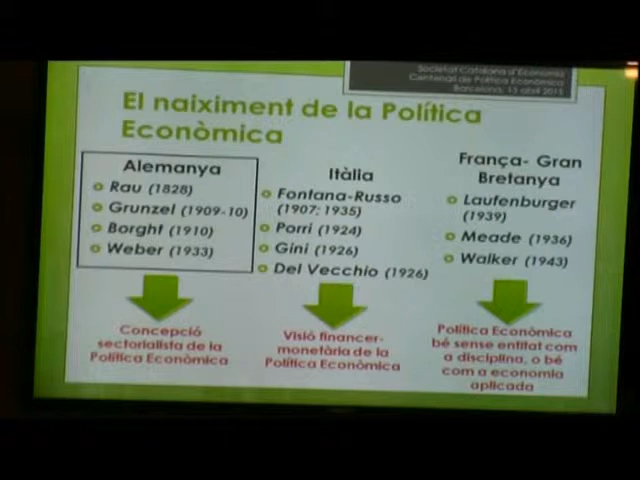 Societat Catalana d'Economia
Centenari de Política Econòmica
Barcelona, 13 abril 2015
El naiximent de la Política
Econòmica
Alemanya
Rau (1828)
Grunzel (1909-10)
Borght (1910)
Weber (1933)
Concepció
sectorialista de la
Política Econòmica
Itàlia
Fontana-Russo
(1907; 1935)
Porri (1924)
Gini (1926)
Del Vecchio (1926)
Visió financer-
monetària de la
Política Econòmica
França- Gran
Bretanya
Laufenburger
(1939)
Meade (1936)
Walker (1943)
Política Econòmica
bé sense entitat com
a disciplina, o bé
com a economia
aplicada